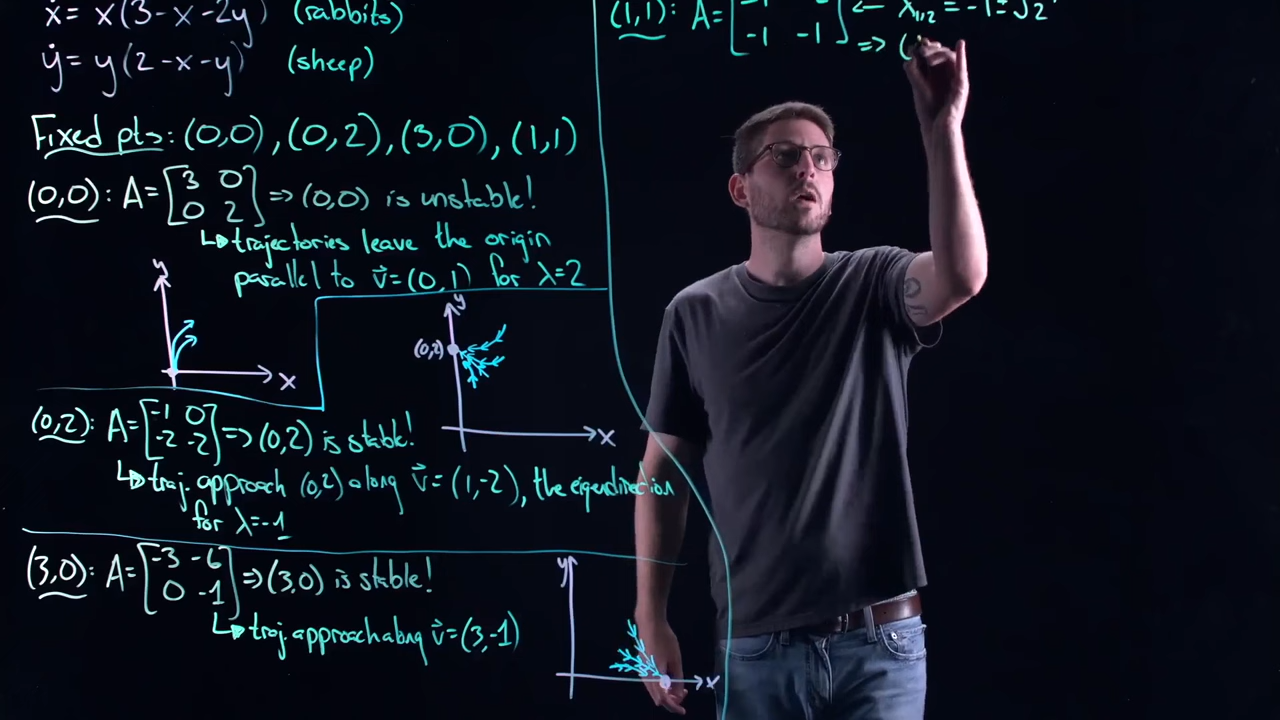 ẋ = x(3-x-2y) (rabbits)
ẏ = y(2-x-y) (sheep)
Fixed pts: (0,0), (0,2), (3,0), (1,1)
(0,0): A = [3 0
0 2] ⇒ (0,0) is unstable!
↳ trajectories leave the origin
parallel to v⃗=(0,1) for λ=2
y
x
y
(0,2)
x
(0,2): A = [-1 0
-2 -2] ⇒ (0,2) is stable!
↳ traj. approach (0,2) along v⃗=(1,-2), the eigendirection
for λ=-1
(3,0): A = [-3 -6
0 -1] ⇒ (3,0) is stable!
↳ traj. approach along v⃗=(3,-1)
y
x
(1,1): A = [-1
-1 -1] ← λ1,2 = -1±√2
⇒ (